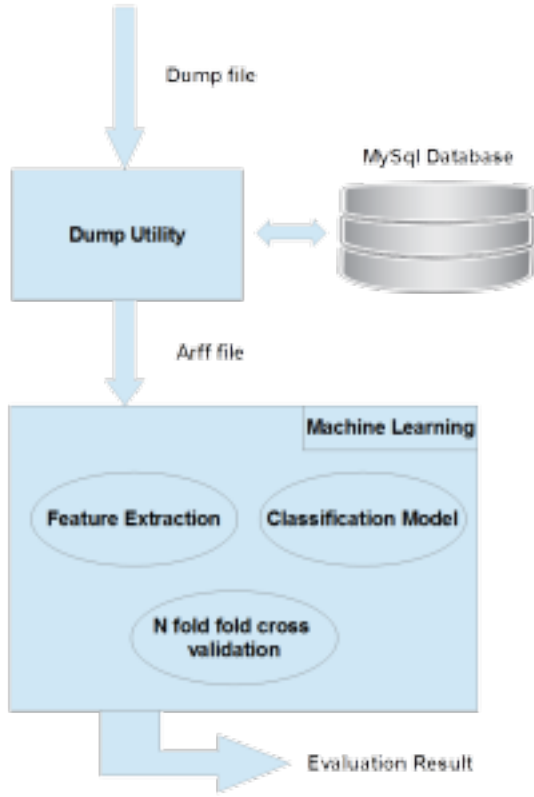 Dump file
MySql Database
Dump Utility
Arff file
Machine Learning
Feature Extraction
Classification Model
N fold fold cross
validation
Evaluation Result